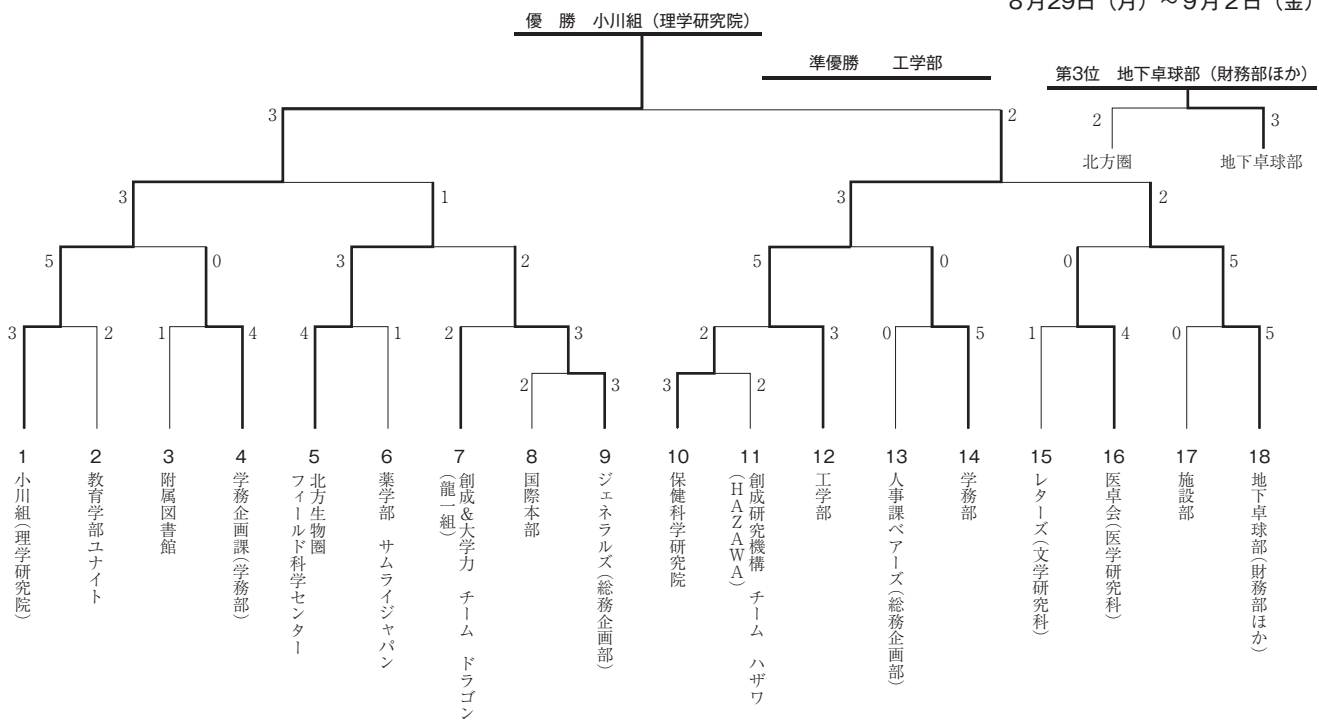 8月29日（月）～9月2日（金）
優　勝　小川組（理学研究院）
準優勝　　工学部
第3位　地下卓球部（財務部ほか）
3
2
2
3
北方圏
地下卓球部
3
1
3
2
5
0
3
2
5
0
0
5
3
2
1
4
4
1
2
3
2
3
0
5
1
4
0
5
2
3
3
2
1
小川組（理学研究院）
2
教育学部ユナイト
3
附属図書館
4
学務企画課（学務部）
5
北方生物圏
フィールド科学センター
6
薬学部　サムライジャパン
7
創成＆大学力　チーム　ドラゴン
（龍一組）
8
国際本部
9
ジェネラルズ（総務企画部）
10
保健科学研究院
11
創成研究機構　チーム　ハザワ
（HAZAWA）
12
工学部
13
人事課ベアーズ（総務企画部）
14
学務部
15
レターズ（文学研究科）
16
医卓会（医学研究科）
17
施設部
18
地下卓球部（財務部ほか）